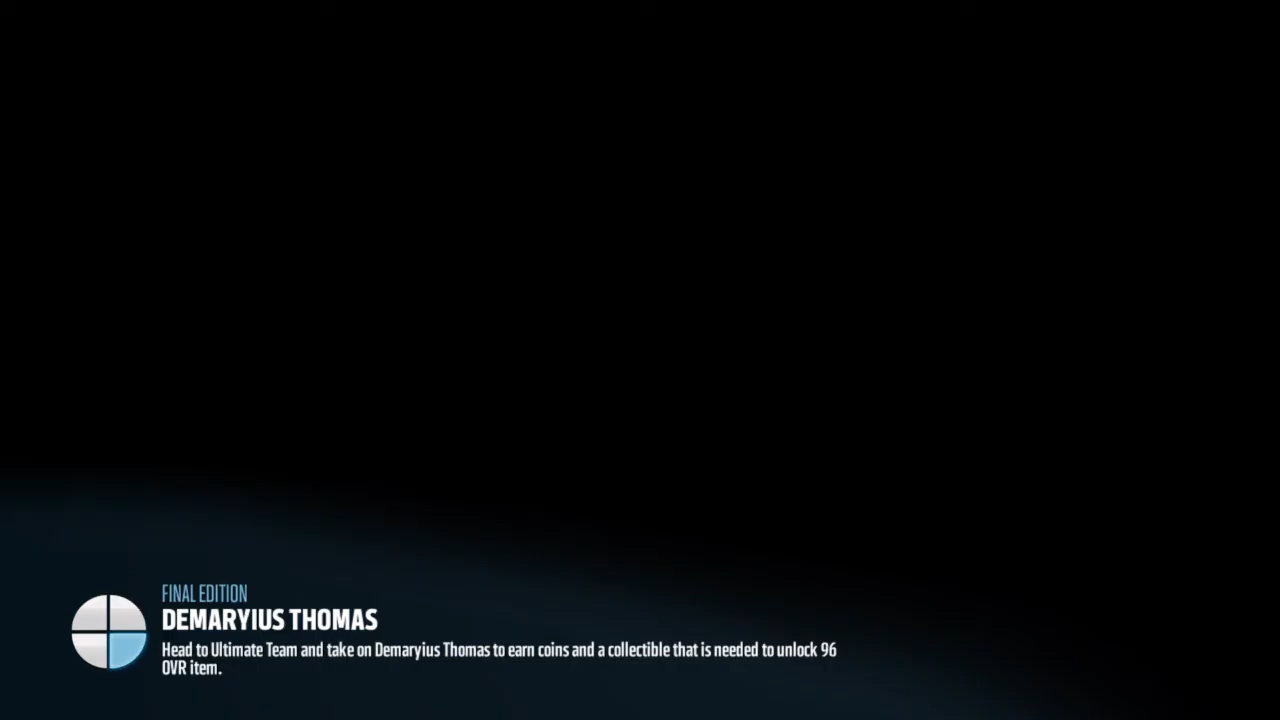 FINAL EDITION
DEMARYIUS THOMAS
Head to Ultimate Team and take on Demaryius Thomas to earn coins and a collectible that is needed to unlock 96
OVR item.